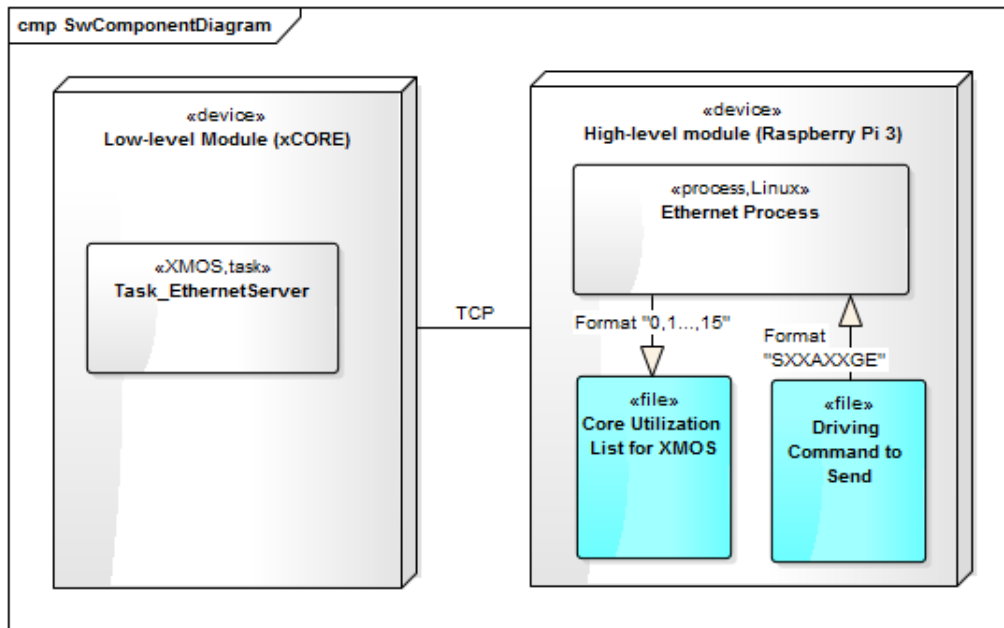 cmp SwComponentDiagram
«device»
Low-level Module (xCORE)
«XMOS,task»
Task_EthernetServer
TCP
«device»
High-level module (Raspberry Pi 3)
«process,Linux»
Ethernet Process
Format "0,1...,15"
Format
"SXXAXXGE"
«file»
Core Utilization
List for XMOS
«file»
Driving
Command to
Send